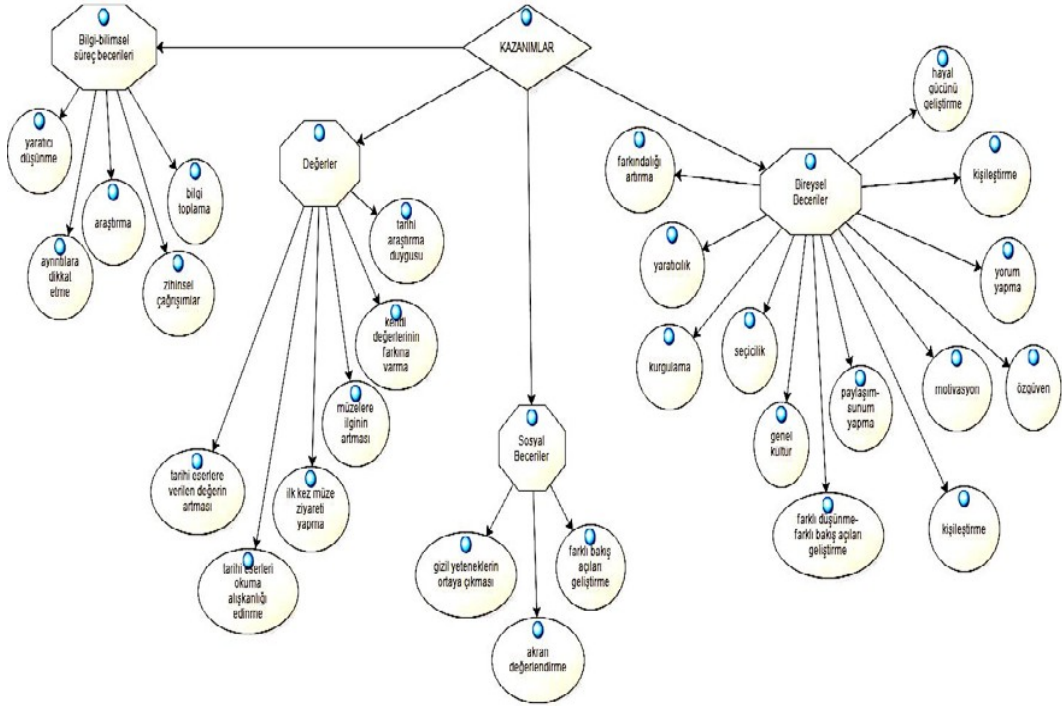 KAZANIMLAR
Bilgi-bilimsel
süreç becerileri
yaratıcı
düşünme
ayrıntılara
dikkat
etme
araştırma
zihinsel
çağrışımlar
bilgi
toplama
Değerler
tarihi
araştırma
duygusu
kendi
değerlerinin
farkına
varma
müzelere
ilginin
artması
ilk kez müze
ziyareti
yapma
tarihi eserleri
okuma
alışkanlığı
edinme
tarihi eserlere
verilen değerin
artması
Sosyal
Beceriler
gizil yeteneklerin
ortaya çıkması
akran
değerlendirme
farklı bakış
açıları
geliştirme
Bireysel
Beceriler
hayal
gücünü
geliştirme
farkındalığı
artırma
kişileştirme
yaratıcılık
yorum
yapma
kurgulama
seçicilik
genel
kültür
paylaşım-
sunum
yapma
motivasyon
özgüven
farklı düşünme-
farklı bakış açıları
geliştirme
kişileştirme